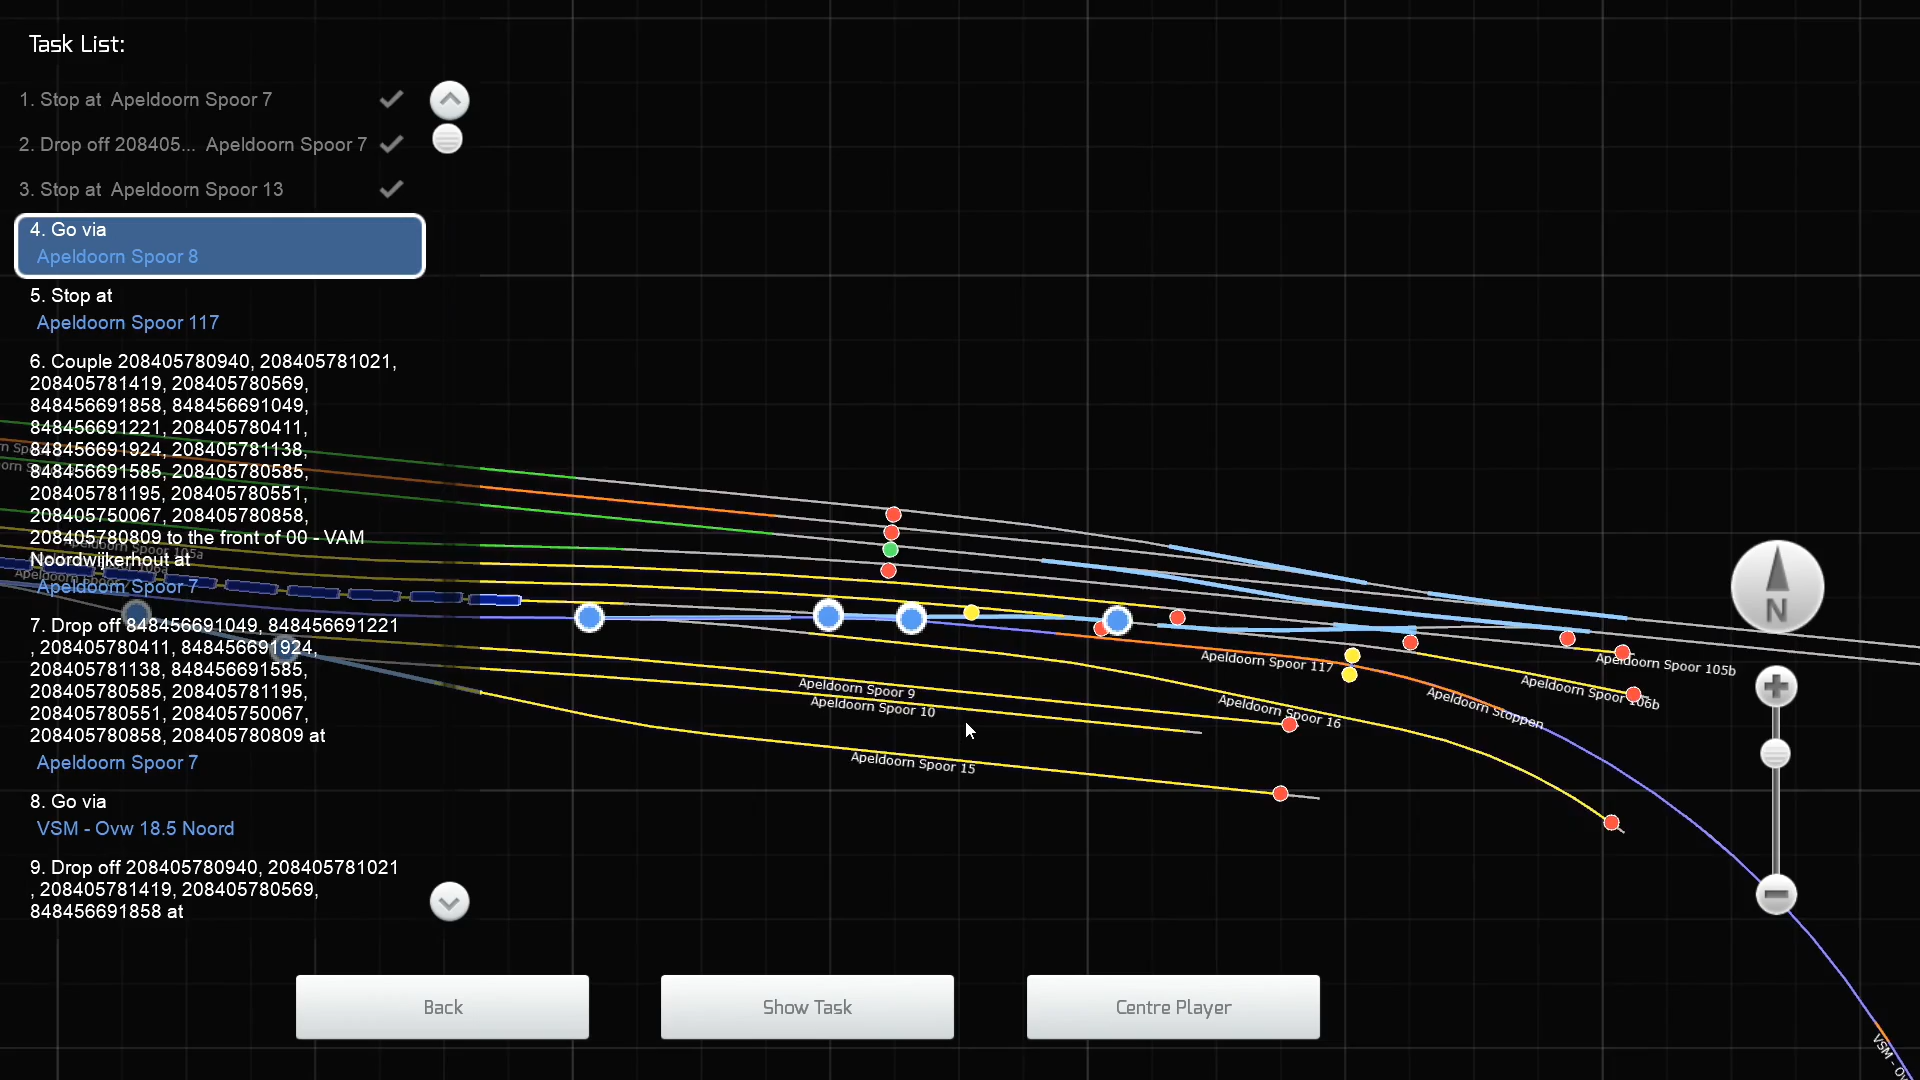 Task List:
1. Stop at Apeldoorn Spoor 7
2. Drop off 208405... Apeldoorn Spoor 7
3. Stop at Apeldoorn Spoor 13
4. Go via
Apeldoorn Spoor 8
5. Stop at
Apeldoorn Spoor 117
6. Couple 208405780940, 208405781021,
208405781419, 208405780569,
848456691858, 848456691049,
848456691221, 208405780411,
848456691924, 208405781138,
848456691585, 208405780585,
208405781195, 208405780551,
208405750067, 208405780858,
208405780809 to the front of 00 - VAM
Noordwijkerhout at
Apeldoorn Spoor 7
7. Drop off 848456691049, 848456691221
, 208405780411, 848456691924,
208405781138, 848456691585,
208405780585, 208405781195,
208405780551, 208405750067,
208405780858, 208405780809 at
Apeldoorn Spoor 7
8. Go via
VSM - Ovw 18.5 Noord
9. Drop off 208405780940, 208405781021
, 208405781419, 208405780569,
848456691858 at
Apeldoorn Spoor 105a
Apeldoorn Spoor 9
Apeldoorn Spoor 10
Apeldoorn Spoor 15
Apeldoorn Spoor 117
Apeldoorn Spoor 16
Apeldoorn Stoppen
Apeldoorn Spoor 106b
Apeldoorn Spoor 105b
N
VSM - Ov
Back
Show Task
Centre Player